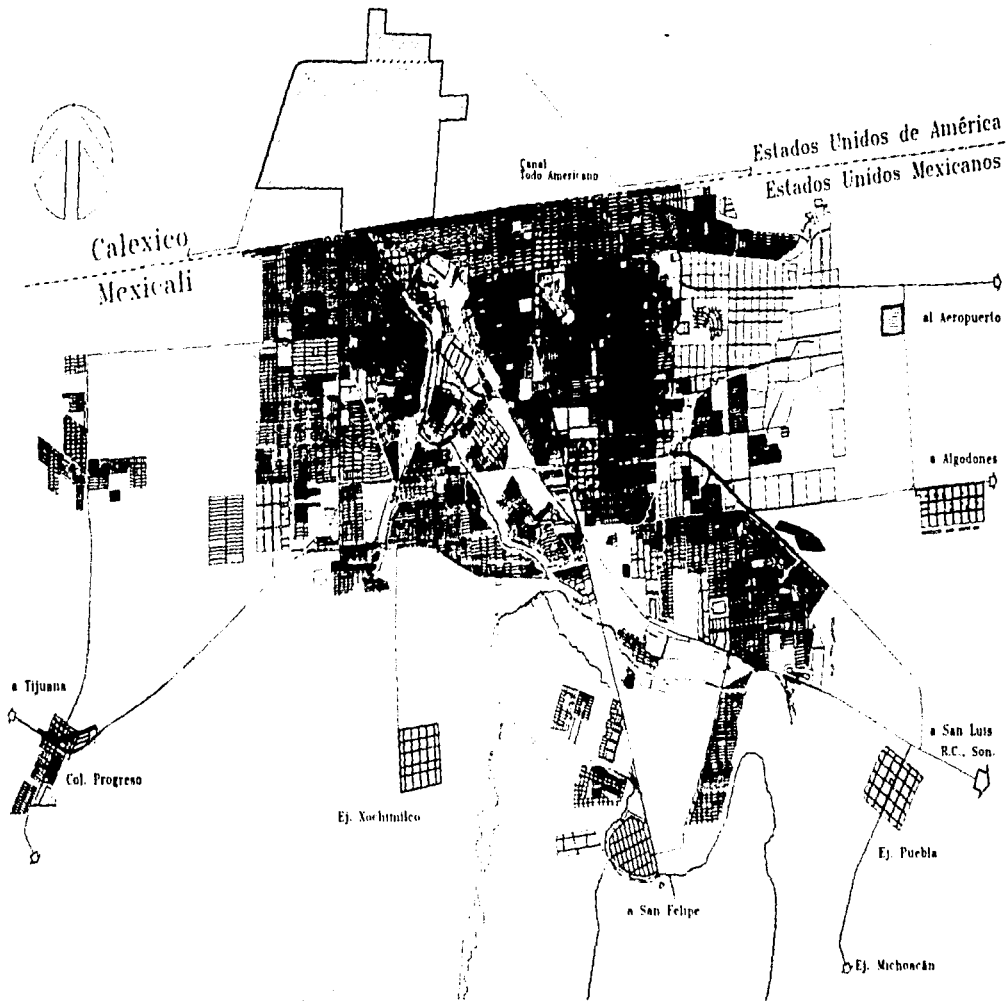 Estados Unidos de América
Canal
Todo Americano
Estados Unidos Mexicanos
Calexico
Mexicali
al Aeropuerto
a Algodones
a Tijuana
a San Luis
R.C., Son.
Col. Progreso
Ej. Xochimilco
Ej. Puebla
a San Felipe
Ej. Michoacán